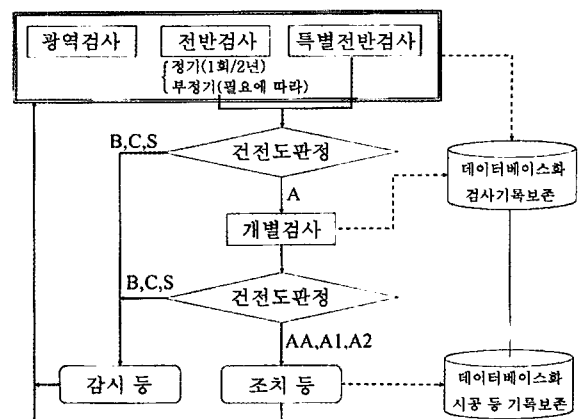 광역검사 전반검사 특별전반검사
정기(1회/2년)
부정기(필요에 따라)
B,C,S
건전도판정
데이터베이스화
검사기록보존
A
개별검사
B,C,S
건전도판정
AA,A1,A2
감시 등
조치 등
데이터베이스화
시공 등 기록보존